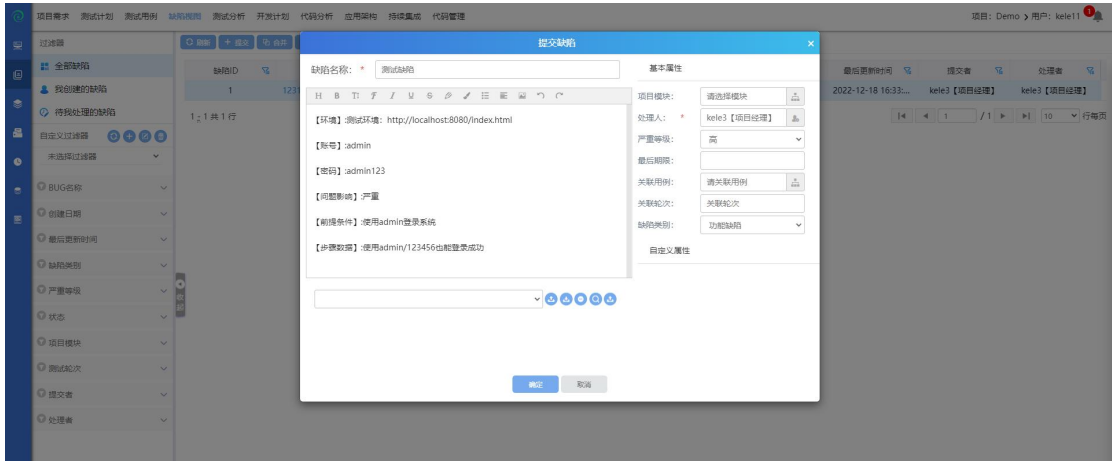 项目需求 测试计划 测试用例 缺陷视图 测试分析 开发计划 代码分析 应用架构 持续集成 代码管理 项目: Demo 用户: kele11 1
过滤器
全部缺陷
我创建的缺陷
待我处理的缺陷
自定义过滤器
未选择过滤器
BUG名称
创建日期
最后更新时间
缺陷类别
严重等级
状态
项目模块
测试轮次
提交者
处理者
刷新 + 提交 合并
缺陷ID 最后更新时间 提交者 处理者
1 1231 2022-12-18 16:33:... kele3【项目经理】 kele3【项目经理】
1 - 1 共 1 行 1 / 1 10 行每页
提交缺陷 ×
缺陷名称: * 测试缺陷
【环境】:测试环境: http://localhost:8080/index.html
【账号】:admin
【密码】:admin123
【问题影响】:严重
【前提条件】:使用admin登录系统
【步骤数据】:使用admin/123456也能登录成功
基本属性
项目模块: 请选择模块
处理人: * kele3【项目经理】
严重等级: 高
最后期限:
关联用例: 请关联用例
关联轮次: 关联轮次
缺陷类别: 功能缺陷
自定义属性
确定 取消